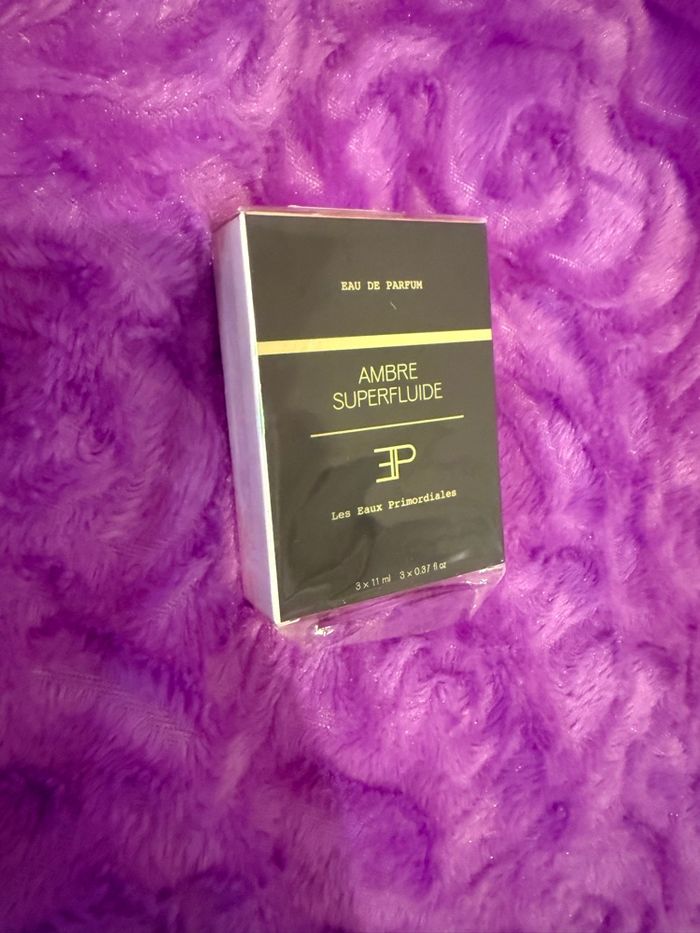 EAU DE PARFUM
AMBRE
SUPERFLUIDE
EP
Les Eaux Primordiales
3 x 11 ml 3 x 0.37 fl oz